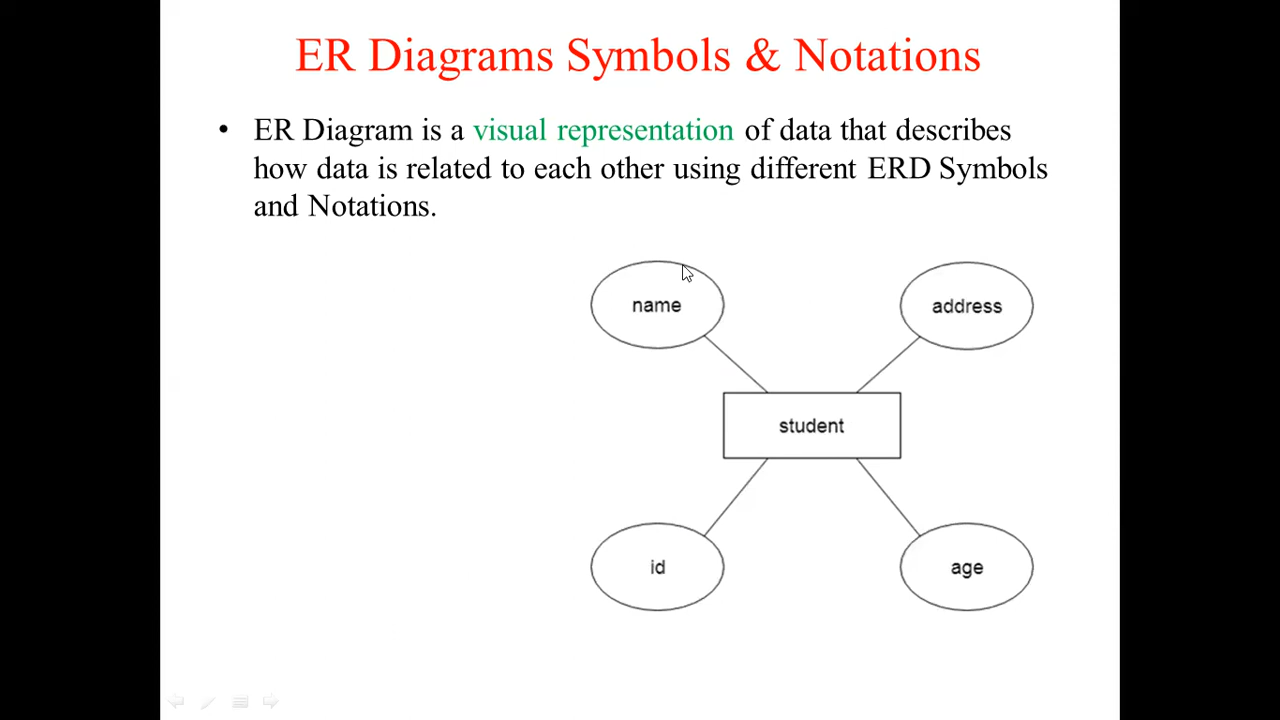 ER Diagrams Symbols & Notations
• ER Diagram is a visual representation of data that describes
how data is related to each other using different ERD Symbols
and Notations.
name
address
student
id
age